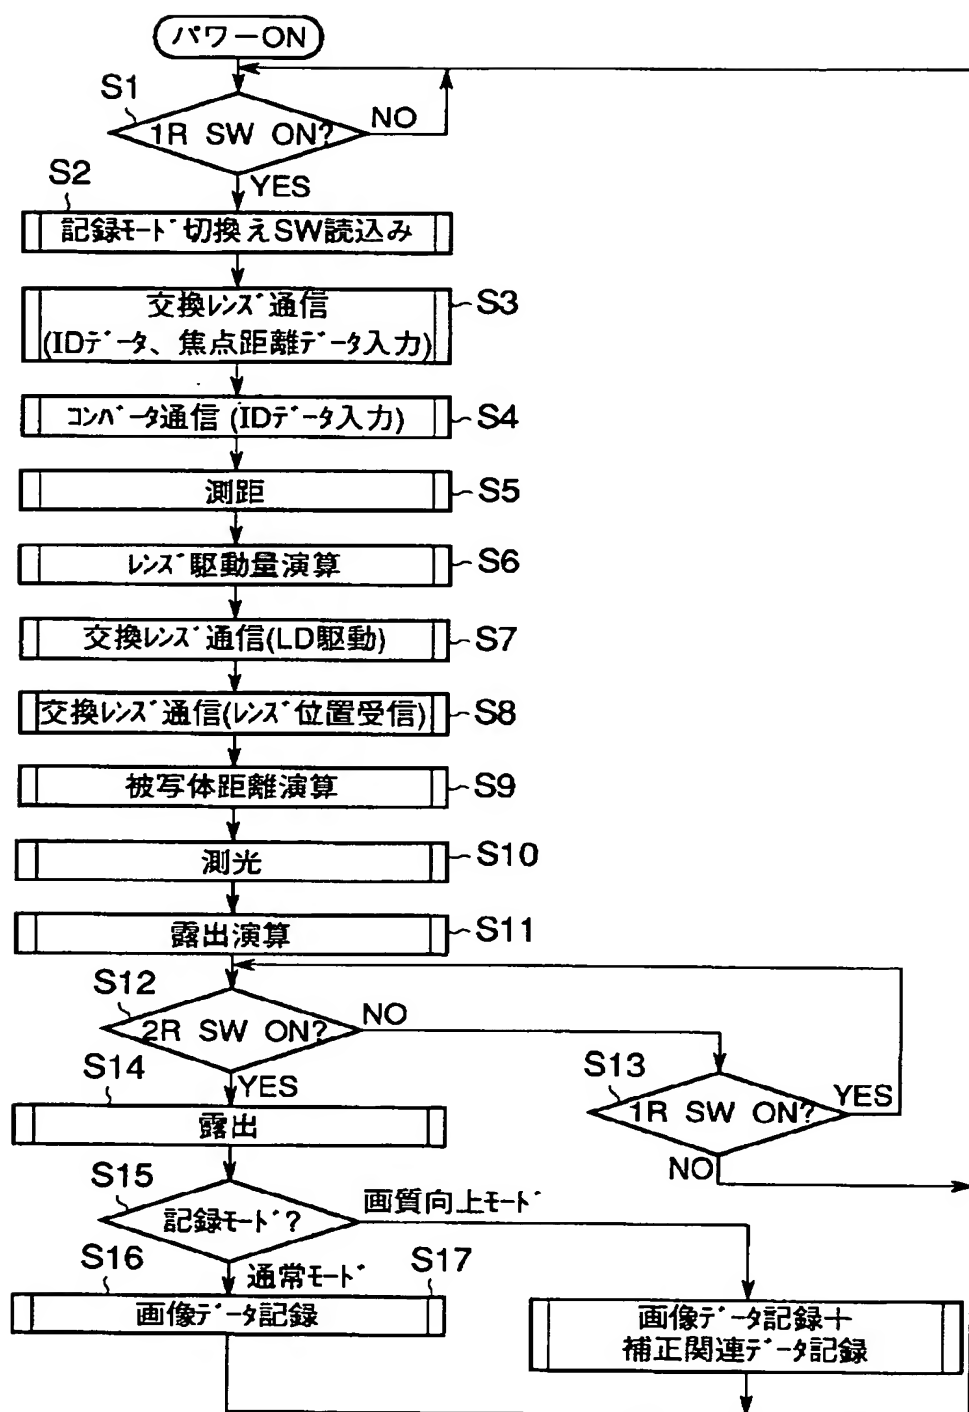 パワーON
S1
1R SW ON?
NO
YES
S2
記録モード切換えSW読込み
交換レンズ通信
(IDデータ、焦点距離データ入力)
S3
コンバータ通信(IDデータ入力)
S4
測距
S5
レンズ駆動量演算
S6
交換レンズ通信(LD駆動)
S7
交換レンズ通信(レンズ位置受信)
S8
被写体距離演算
S9
測光
S10
露出演算
S11
S12
2R SW ON?
NO
YES
S13
1R SW ON?
YES
NO
S14
露出
S15
記録モード?
画質向上モード
通常モード
S16
画像データ記録
S17
画像データ記録+
補正関連データ記録